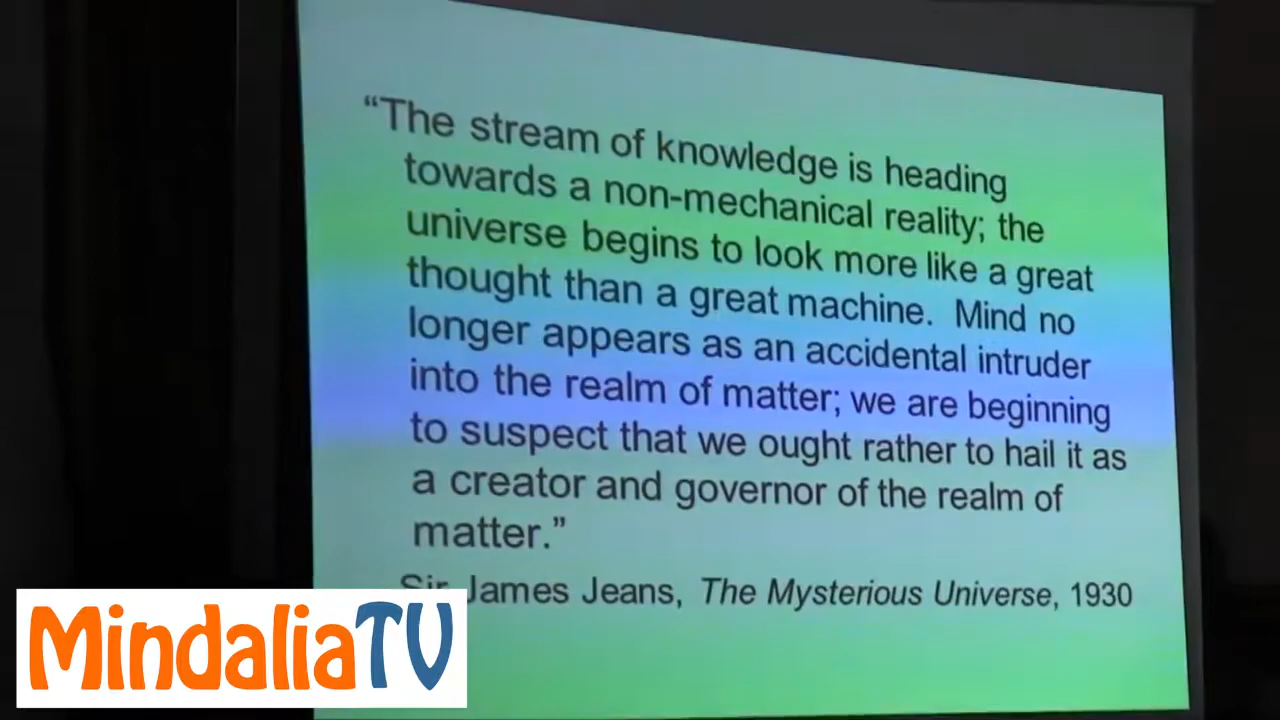 “The stream of knowledge is heading
towards a non-mechanical reality; the
universe begins to look more like a great
thought than a great machine. Mind no
longer appears as an accidental intruder
into the realm of matter; we are beginning
to suspect that we ought rather to hail it as
a creator and governor of the realm of
matter.”
Sir James Jeans, The Mysterious Universe, 1930
MindaliaTV